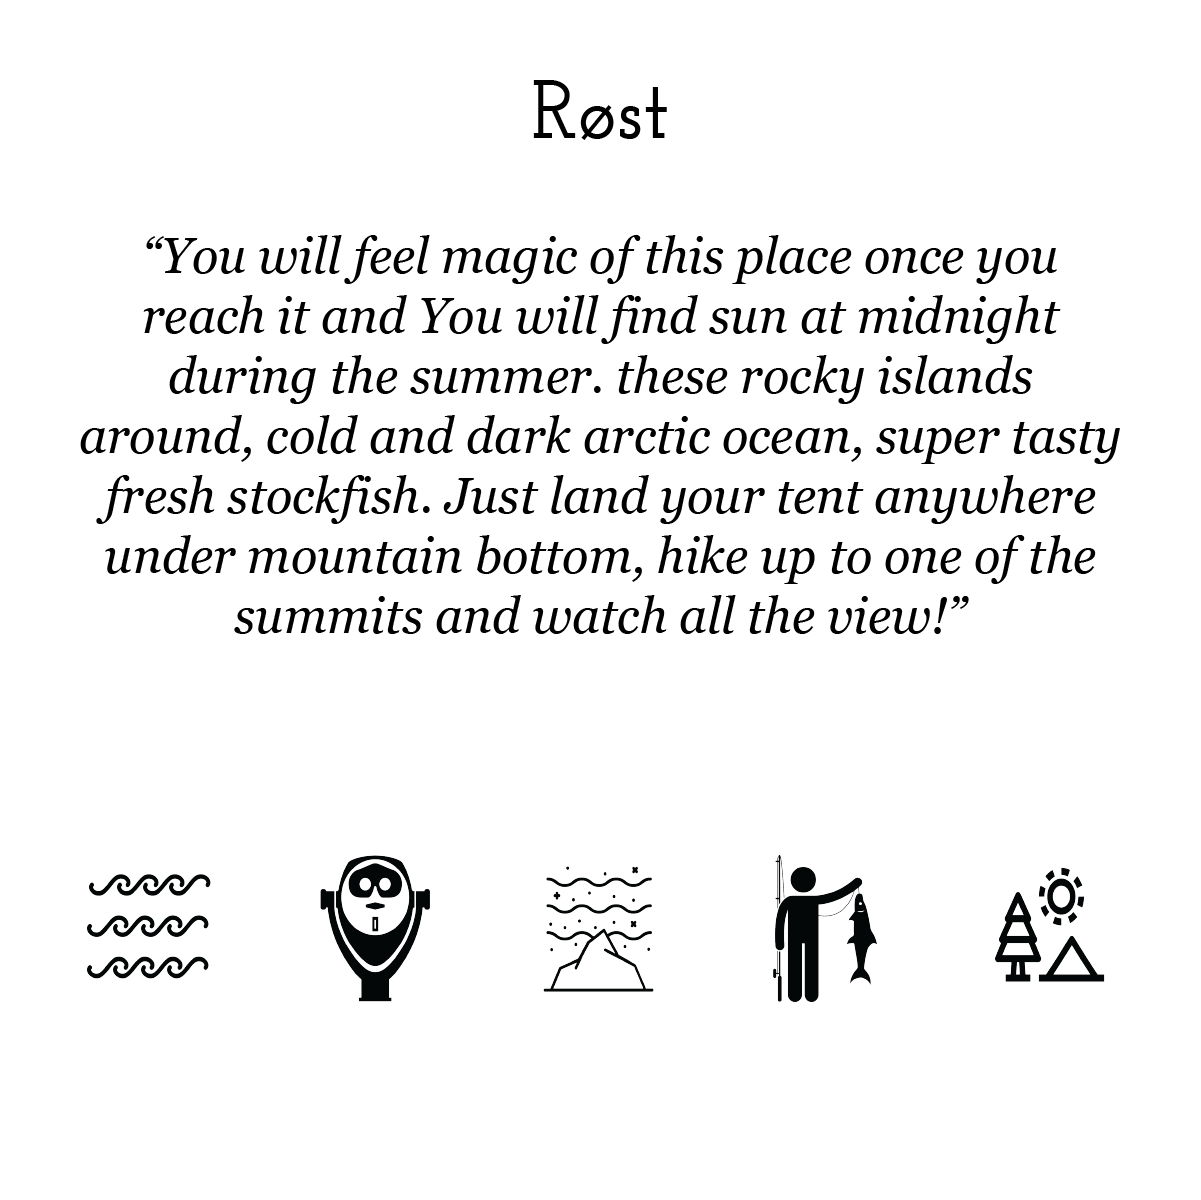 Røst
“You will feel magic of this place once you
reach it and You will find sun at midnight
during the summer. these rocky islands
around, cold and dark arctic ocean, super tasty
fresh stockfish. Just land your tent anywhere
under mountain bottom, hike up to one of the
summits and watch all the view!”